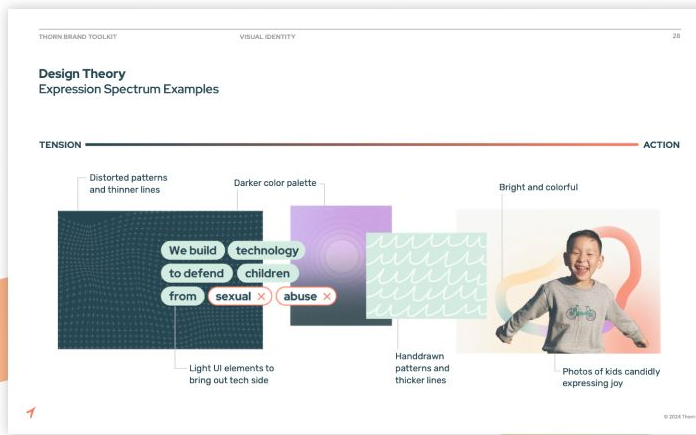 THORN BRAND TOOLKIT
VISUAL IDENTITY
28
Design Theory
Expression Spectrum Examples
TENSION
ACTION
Distorted patterns
and thinner lines
Darker color palette
Bright and colorful
We build technology
to defend children
from sexual × abuse ×
Light UI elements to
bring out tech side
Handdrawn
patterns and
thicker lines
Photos of kids candidly
expressing joy
© 2024 Thorn